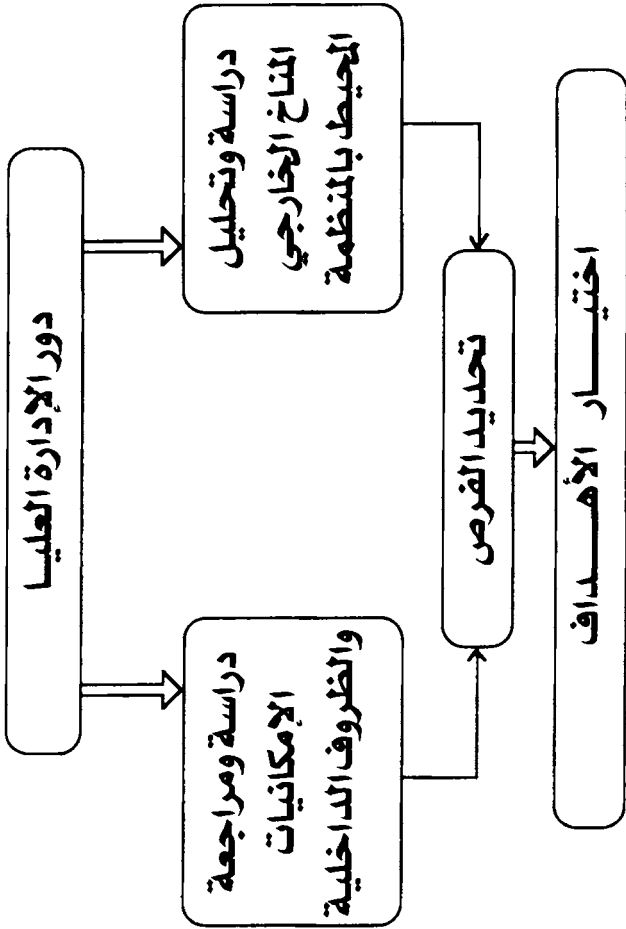 دور الإدارة العليا
دراسة وتحليل
المناخ الخارجي
المحيط بالمنظمة
دراسة ومراجعة
الإمكانيات
والظروف الداخلية
تحديد الفرص
اختيـــار الأهـــداف